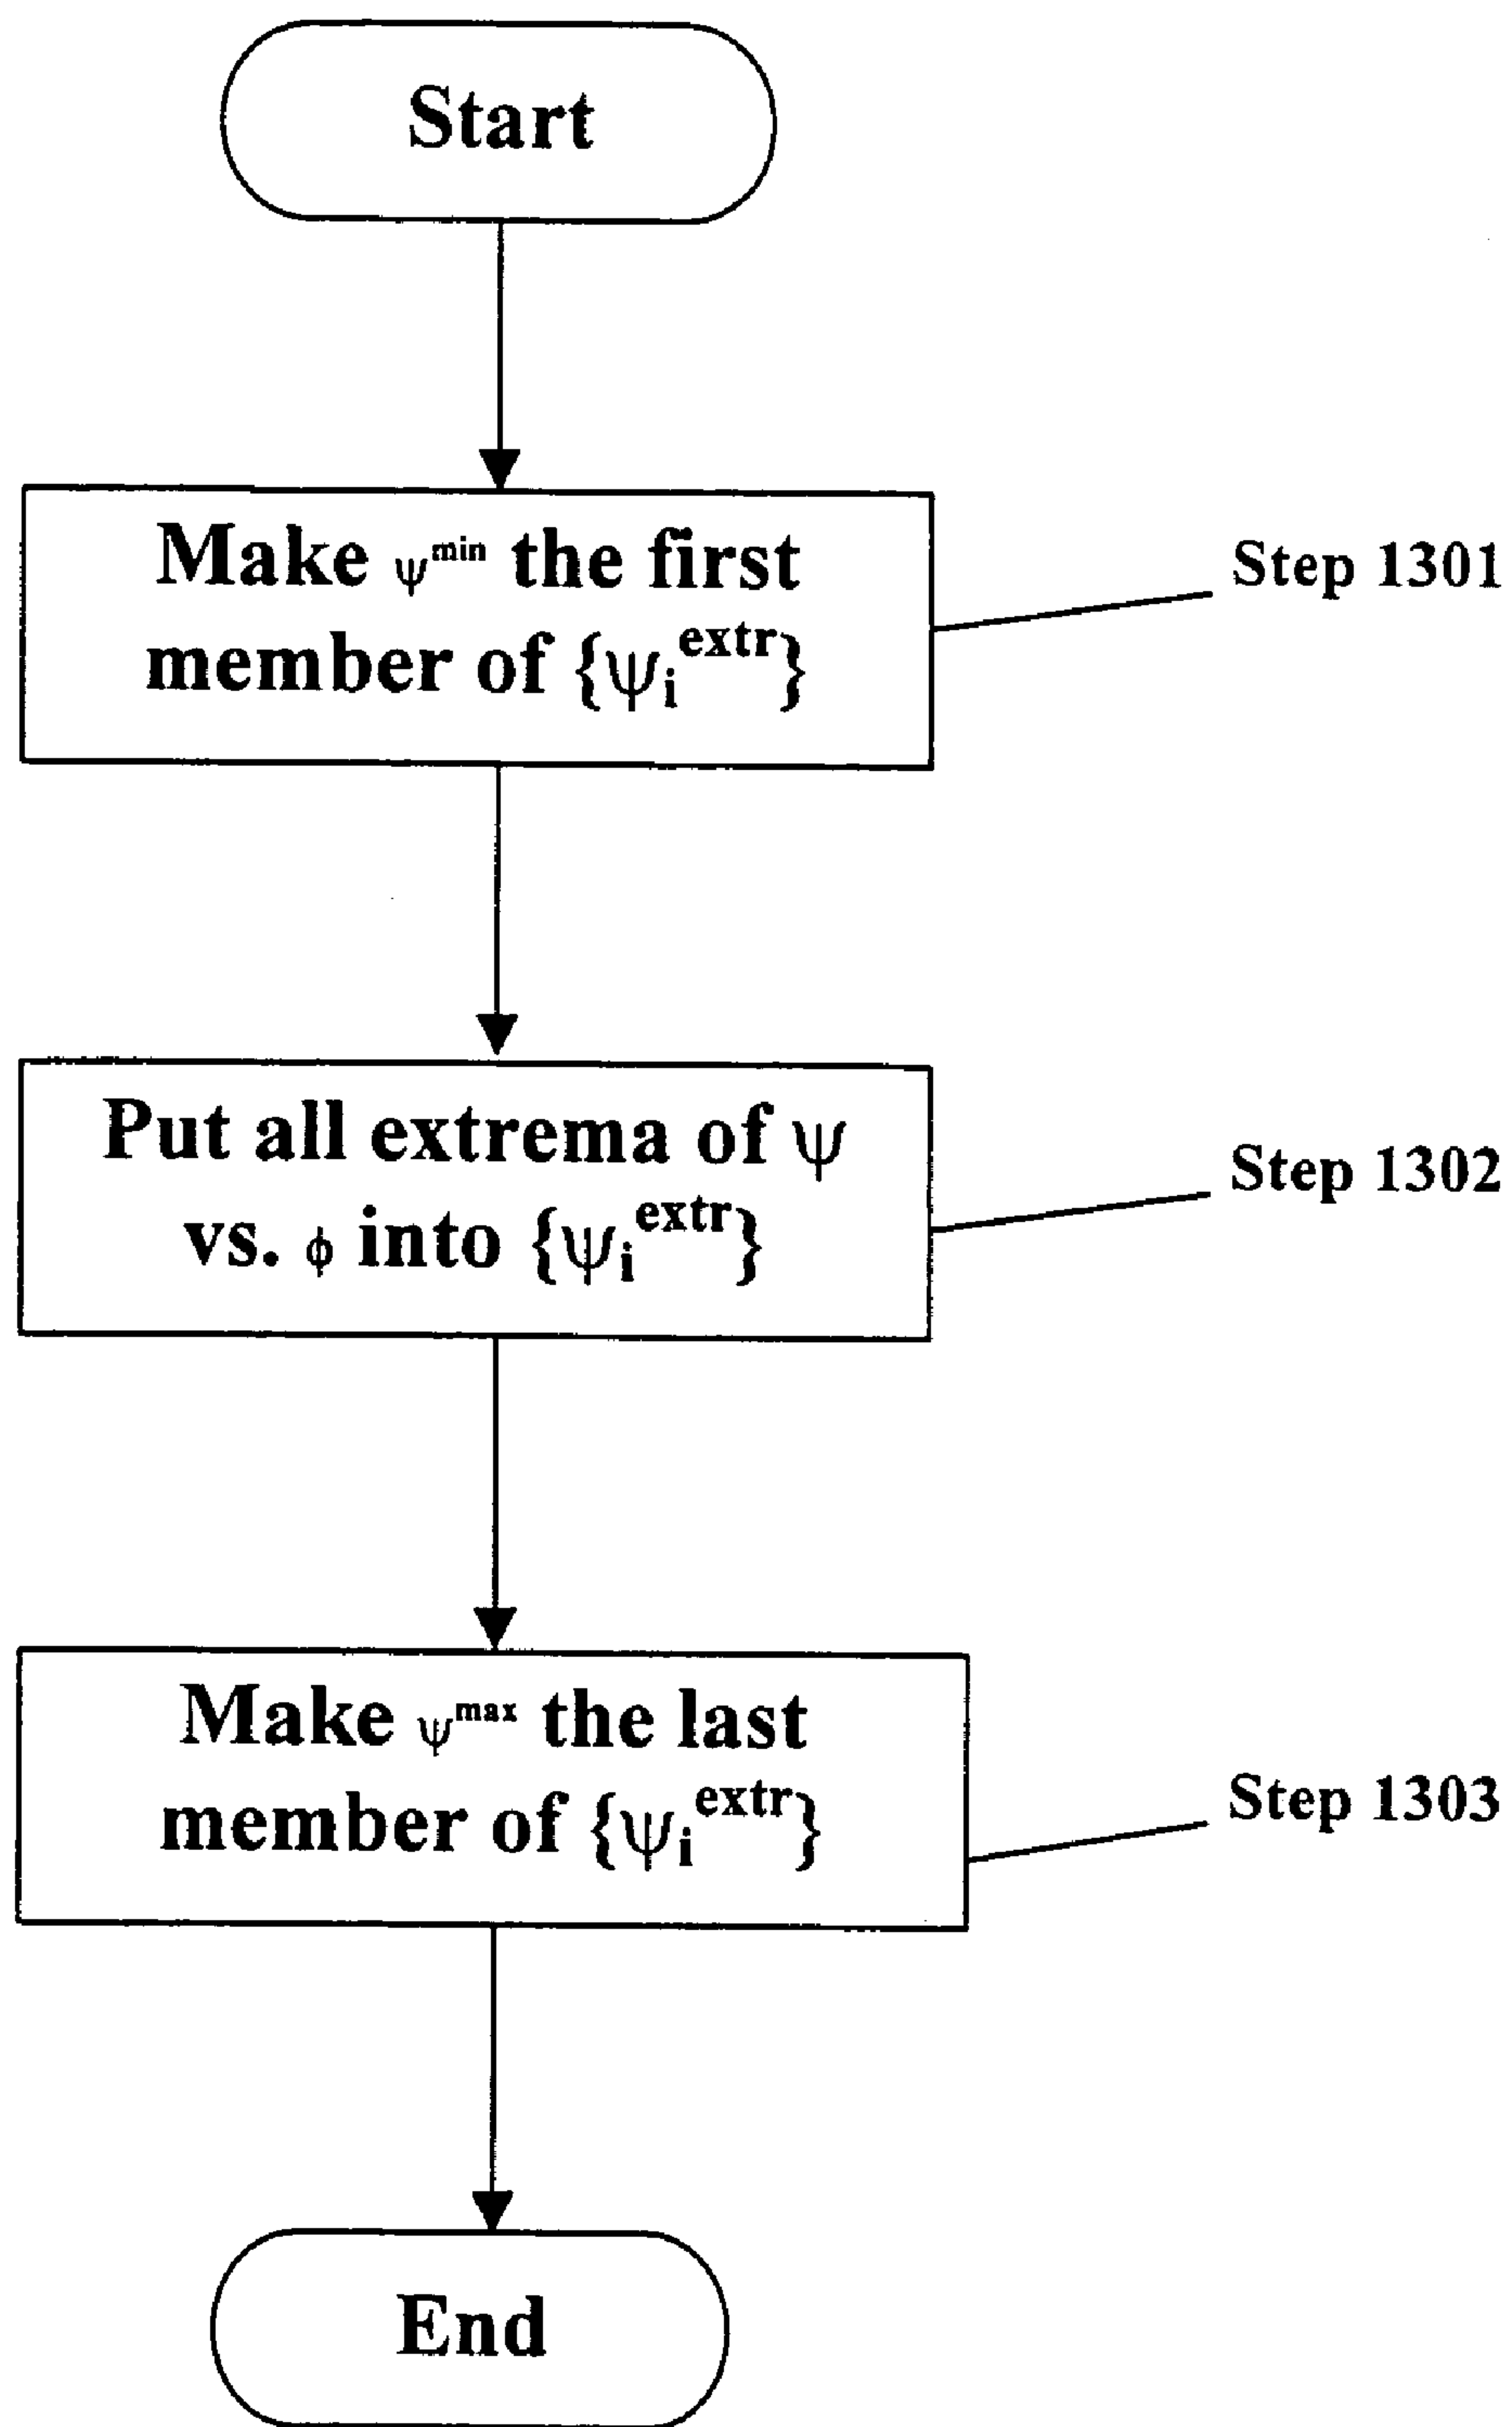 Start
Make ψ^min the first
member of {ψ_i^extr}
Step 1301
Put all extrema of ψ
vs. ϕ into {ψ_i^extr}
Step 1302
Make ψ^max the last
member of {ψ_i^extr}
Step 1303
End